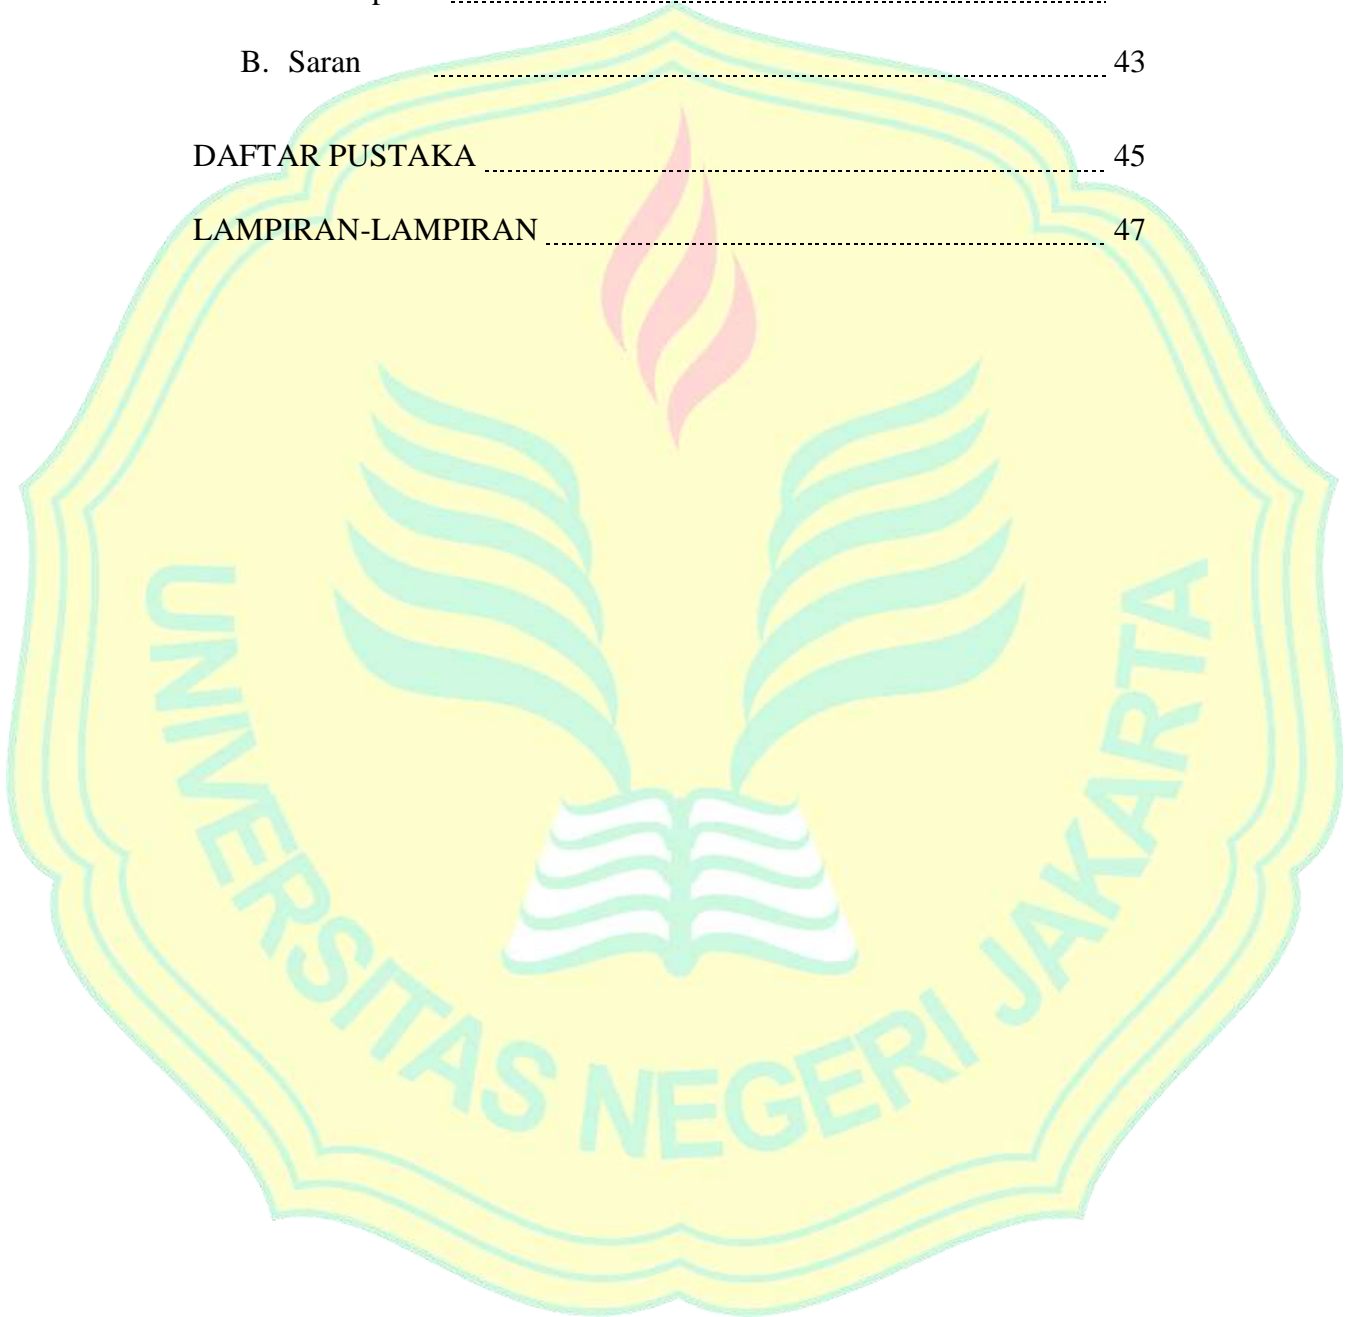 B. Saran 43
DAFTAR PUSTAKA 45
LAMPIRAN-LAMPIRAN 47
UNIVERSITAS NEGERI JAKARTA